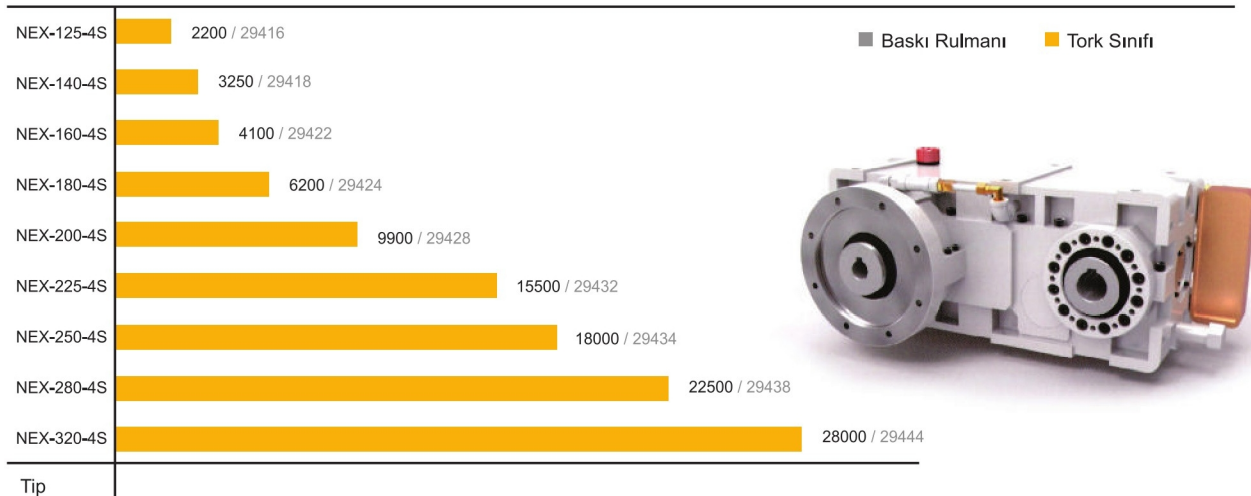 NEX-125-4S 2200 / 29416
Baskı Rulmanı Tork Sınıfı
NEX-140-4S 3250 / 29418
NEX-160-4S 4100 / 29422
NEX-180-4S 6200 / 29424
NEX-200-4S 9900 / 29428
NEX-225-4S 15500 / 29432
NEX-250-4S 18000 / 29434
NEX-280-4S 22500 / 29438
NEX-320-4S 28000 / 29444
Tip